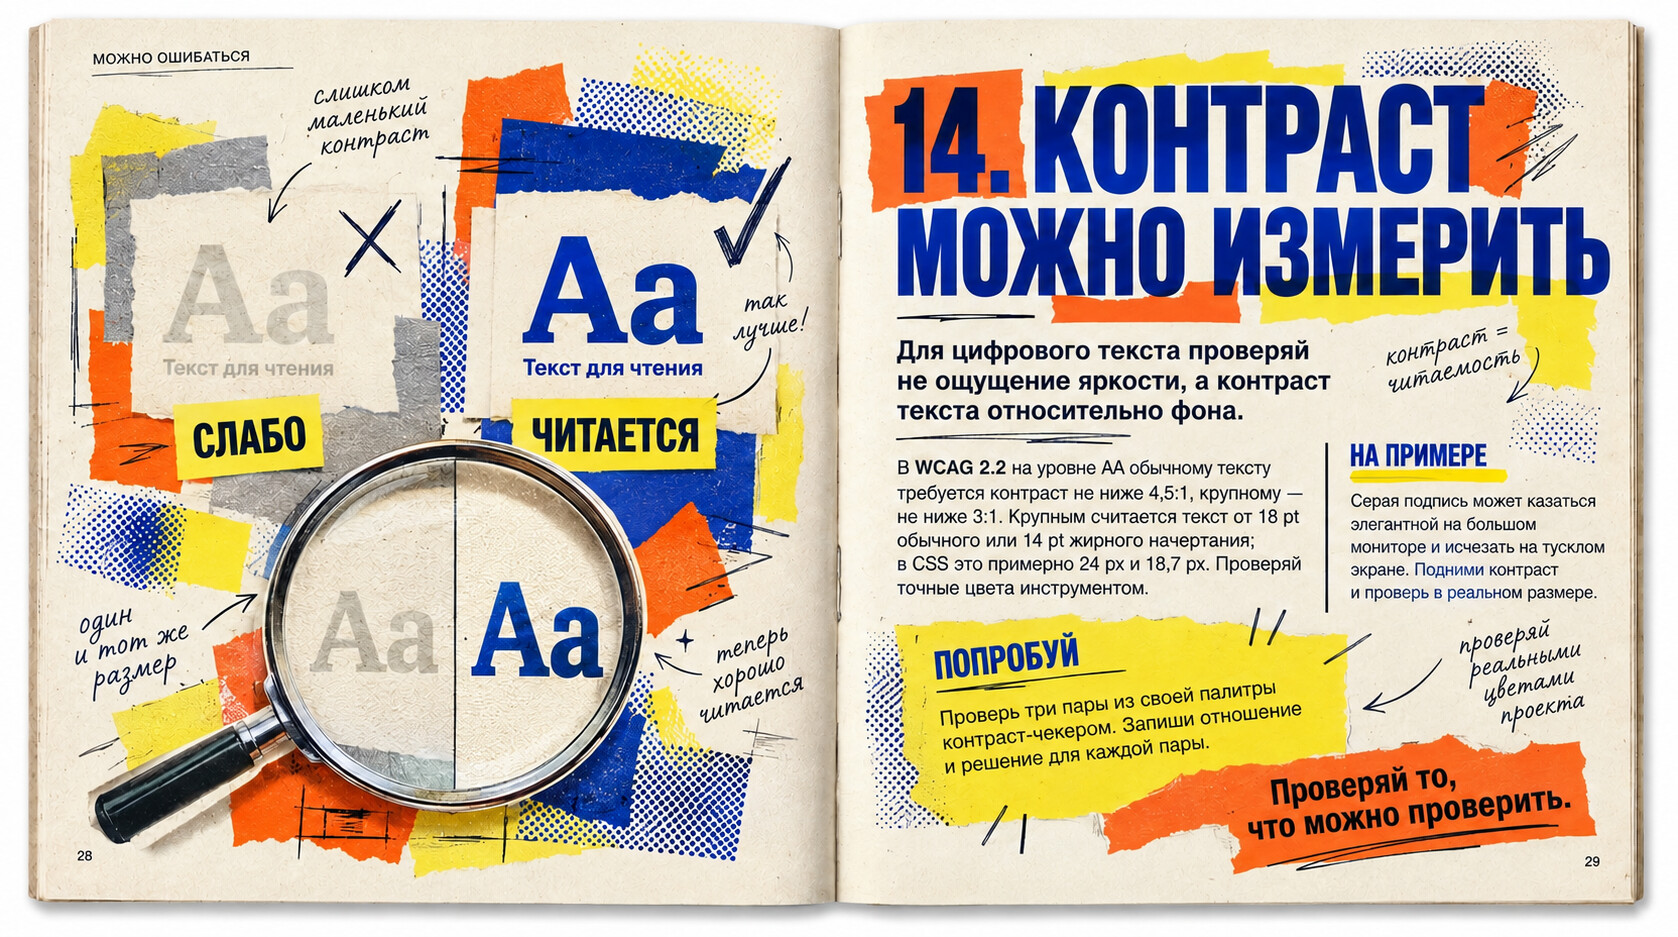 МОЖНО ОШИБАТЬСЯ
слишком
маленький
контраст
Aa
Текст для чтения
СЛАБО
Aa
Текст для чтения
так
лучше!
ЧИТАЕТСЯ
один
и тот же
размер
Aa
Aa
теперь
хорошо
читается
28
14. КОНТРАСТ
МОЖНО ИЗМЕРИТЬ
Для цифрового текста проверяй
не ощущение яркости, а контраст
текста относительно фона.
контраст =
читаемость
В WCAG 2.2 на уровне AA обычному тексту
требуется контраст не ниже 4,5:1, крупному —
не ниже 3:1. Крупным считается текст от 18 pt
обычного или 14 pt жирного начертания;
в CSS это примерно 24 px и 18,7 px. Проверяй
точные цвета инструментом.
НА ПРИМЕРЕ
Серая подпись может казаться
элегантной на большом
мониторе и исчезать на тусклом
экране. Подними контраст
и проверь в реальном размере.
ПОПРОБУЙ
Проверь три пары из своей палитры
контраст-чекером. Запиши отношение
и решение для каждой пары.
проверяй
реальными
цветами
проекта
Проверяй то,
что можно проверить.
29